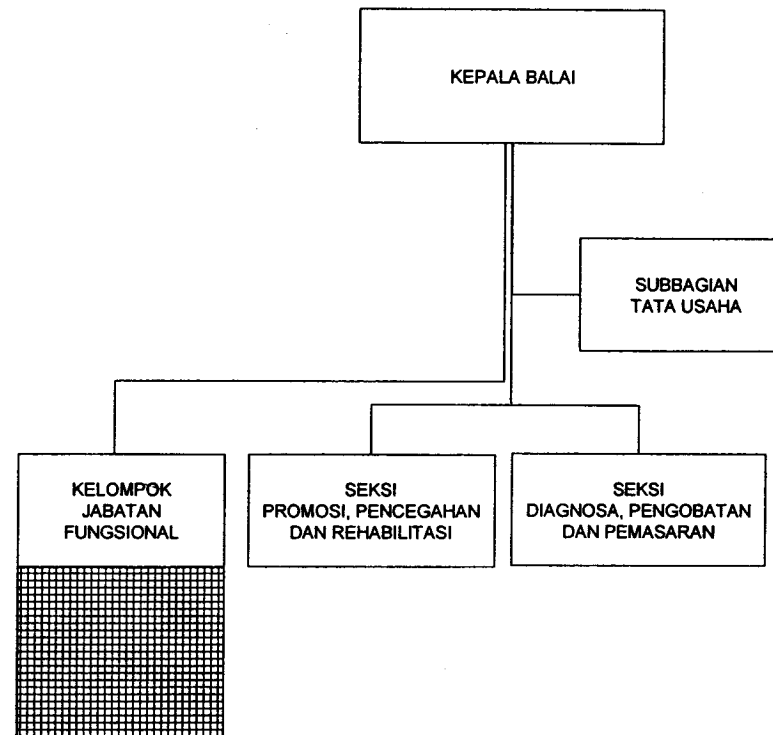 KEPALA BALAI
SUBBAGIAN
TATA USAHA
KELOMPOK
JABATAN
FUNGSIONAL
SEKSI
PROMOSI, PENCEGAHAN
DAN REHABILITASI
SEKSI
DIAGNOSA, PENGOBATAN
DAN PEMASARAN